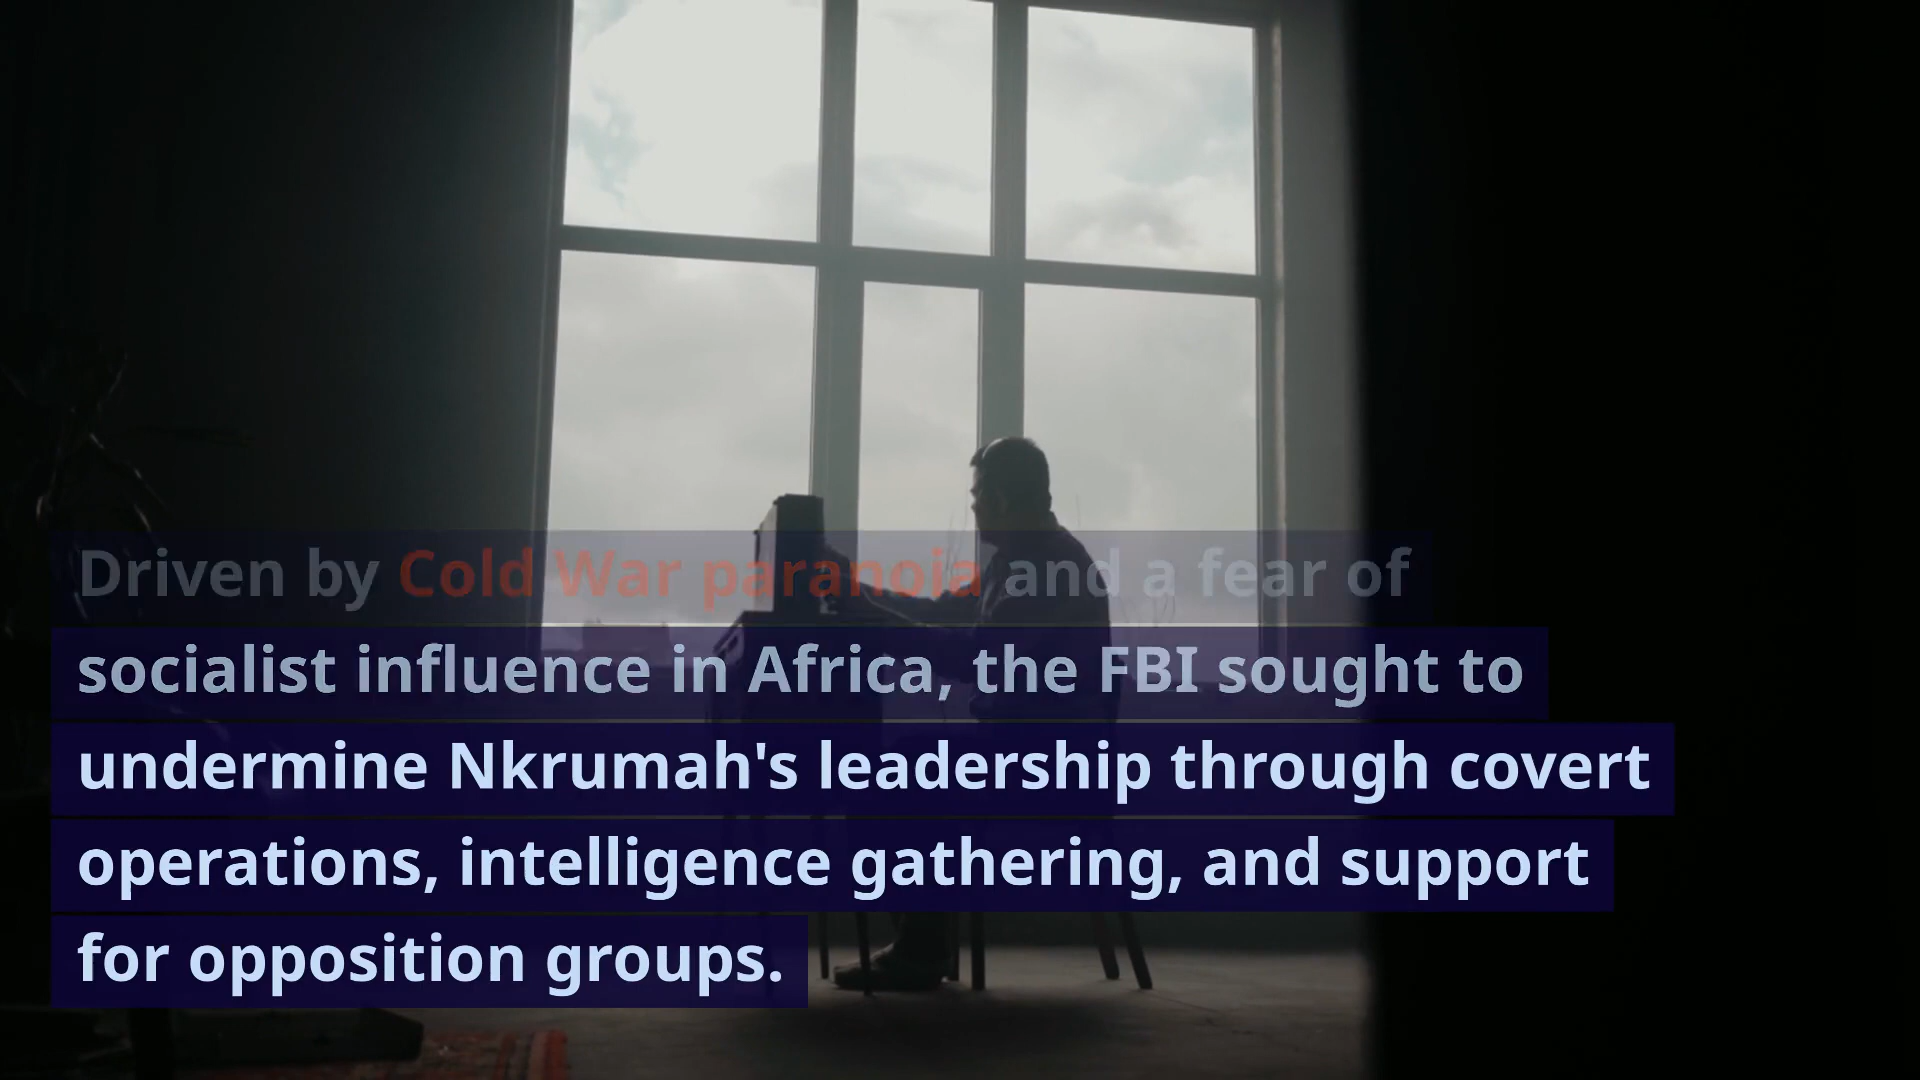 Driven by Cold War paranoia and a fear of
socialist influence in Africa, the FBI sought to
undermine Nkrumah's leadership through covert
operations, intelligence gathering, and support
for opposition groups.